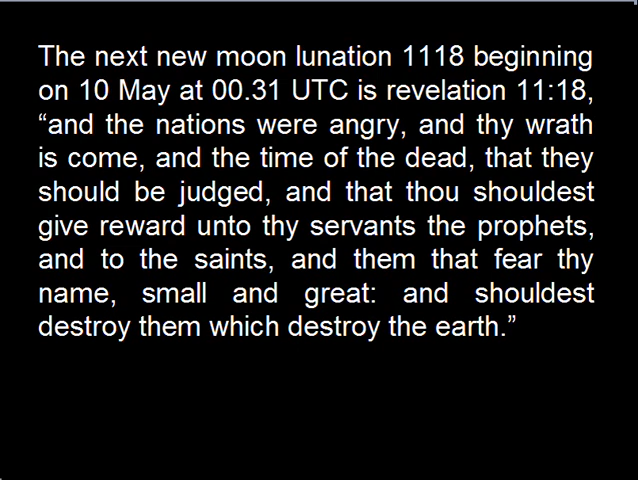 The next new moon lunation 1118 beginning
on 10 May at 00.31 UTC is revelation 11:18,
“and the nations were angry, and thy wrath
is come, and the time of the dead, that they
should be judged, and that thou shouldest
give reward unto thy servants the prophets,
and to the saints, and them that fear thy
name, small and great: and shouldest
destroy them which destroy the earth.”